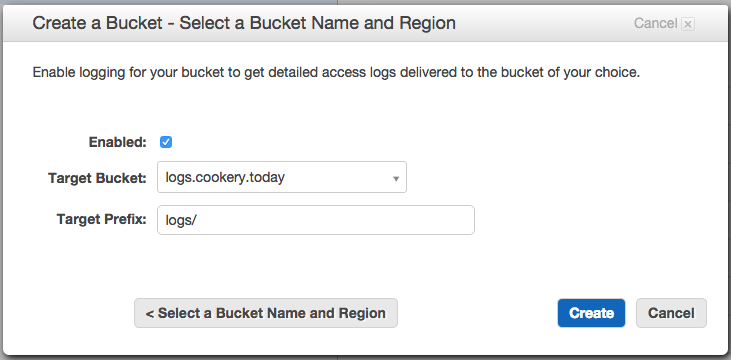 Create a Bucket - Select a Bucket Name and Region Cancel x
Enable logging for your bucket to get detailed access logs delivered to the bucket of your choice.
Enabled:
Target Bucket: logs.cookery.today
Target Prefix: logs/
< Select a Bucket Name and Region Create Cancel